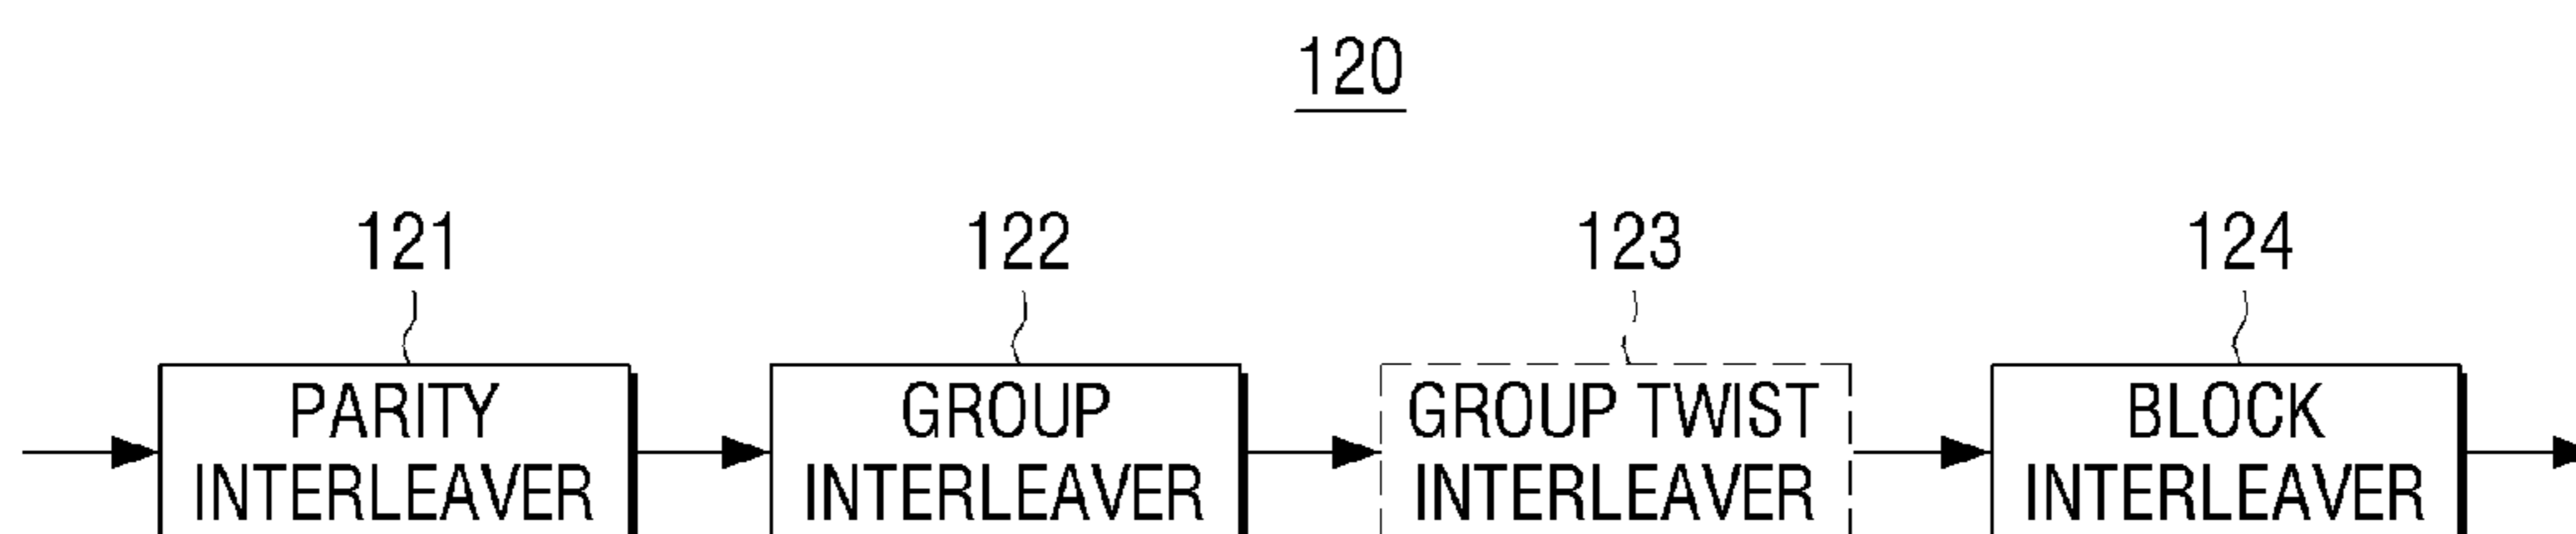 120
121
122
123
124
PARITY
INTERLEAVER
GROUP
INTERLEAVER
GROUP TWIST
INTERLEAVER
BLOCK
INTERLEAVER